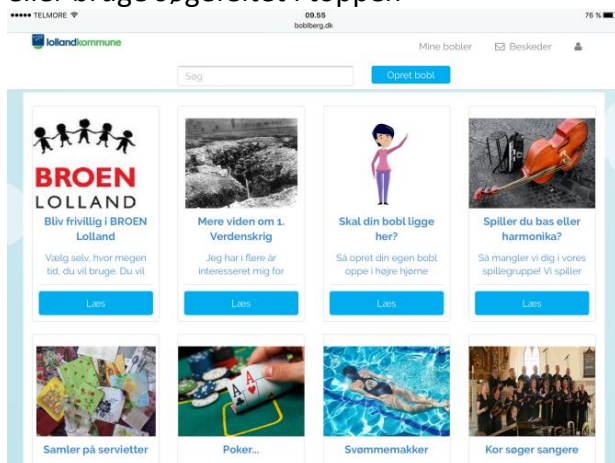 eller bruge søgefeltet i toppen
TELMORE 09.55 76 %
boblberg.dk
lollandkommune Mine bobler Beskeder
Søg Opret bobl
BROEN
LOLLAND
Bliv frivillig i BROEN
Lolland
Vælg selv, hvor megen
tid, du vil bruge. Du vil
Læs
Mere viden om 1.
Verdenskrig
Jeg har i flere år
interesseret mig for
Læs
Skal din bobl ligge
her?
Så opret din egen bobl
oppe i højre hjørne
Læs
Spiller du bas eller
harmonika?
Så mangler vi dig i vores
spillegruppe! Vi spiller
Læs
Samler på servietter
Poker...
Svømmemakker
Kor søger sangere